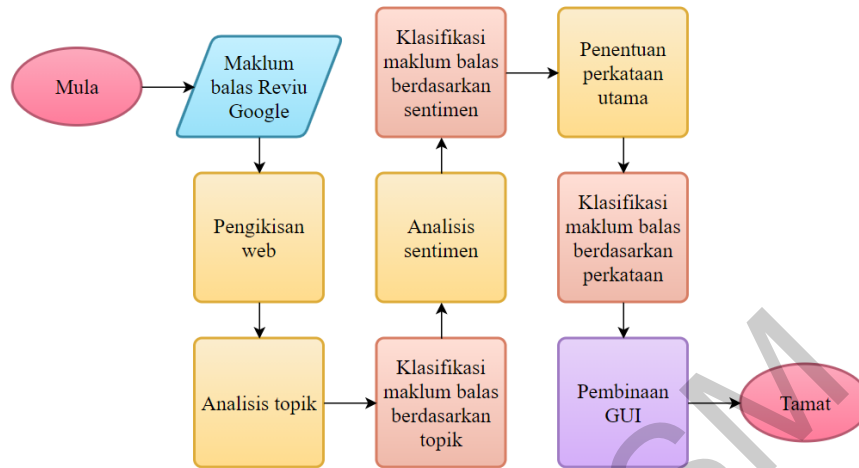 Mula
Maklum
balas Reviu
Google
Pengikisan
web
Analisis topik
Klasifikasi
maklum balas
berdasarkan
topik
Analisis
sentimen
Klasifikasi
maklum balas
berdasarkan
sentimen
Penentuan
perkataan
utama
Klasifikasi
maklum balas
berdasarkan
perkataan
Pembinaan
GUI
Tamat